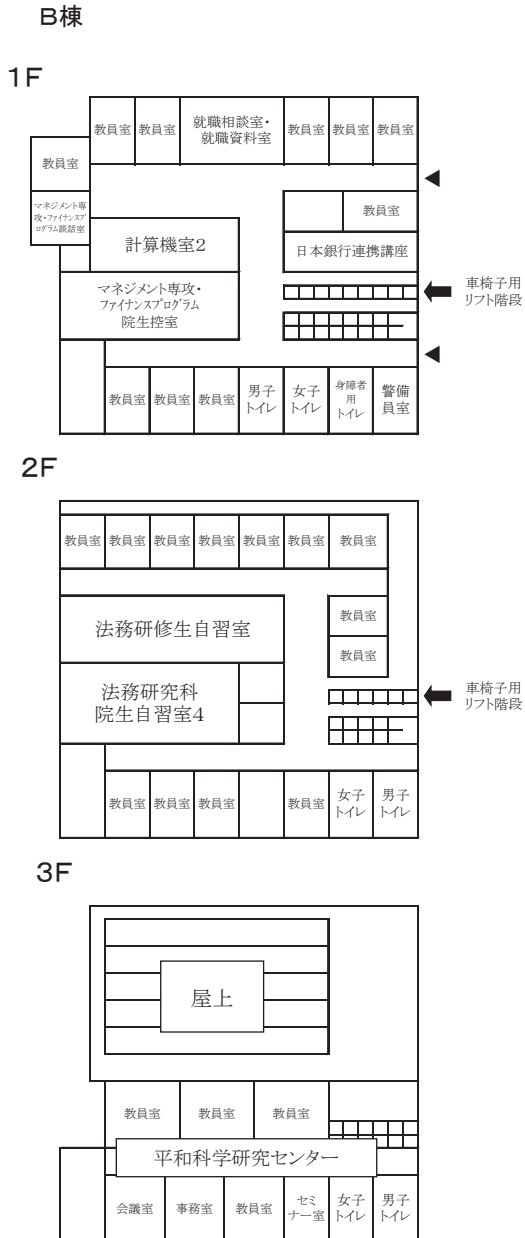 B棟
1F
教員室 教員室 就職相談室・ 教員室 教員室 教員室
就職資料室
教員室
マネジメント専
攻・ファイナンスプ
ログラム談話室
教員室
計算機室2
日本銀行連携講座
マネジメント専攻・
ファイナンスプログラム
院生控室
車椅子用
リフト階段
教員室 教員室 教員室
男子
トイレ
女子
トイレ
身障者
用
トイレ
警備
員室
2F
教員室 教員室 教員室 教員室 教員室 教員室 教員室
法務研修生自習室
教員室
教員室
法務研究科
院生自習室4
車椅子用
リフト階段
教員室 教員室 教員室 教員室
女子
トイレ
男子
トイレ
3F
屋上
教員室 教員室 教員室
平和科学研究センター
会議室 事務室 教員室
セミ
ナー室
女子
トイレ
男子
トイレ